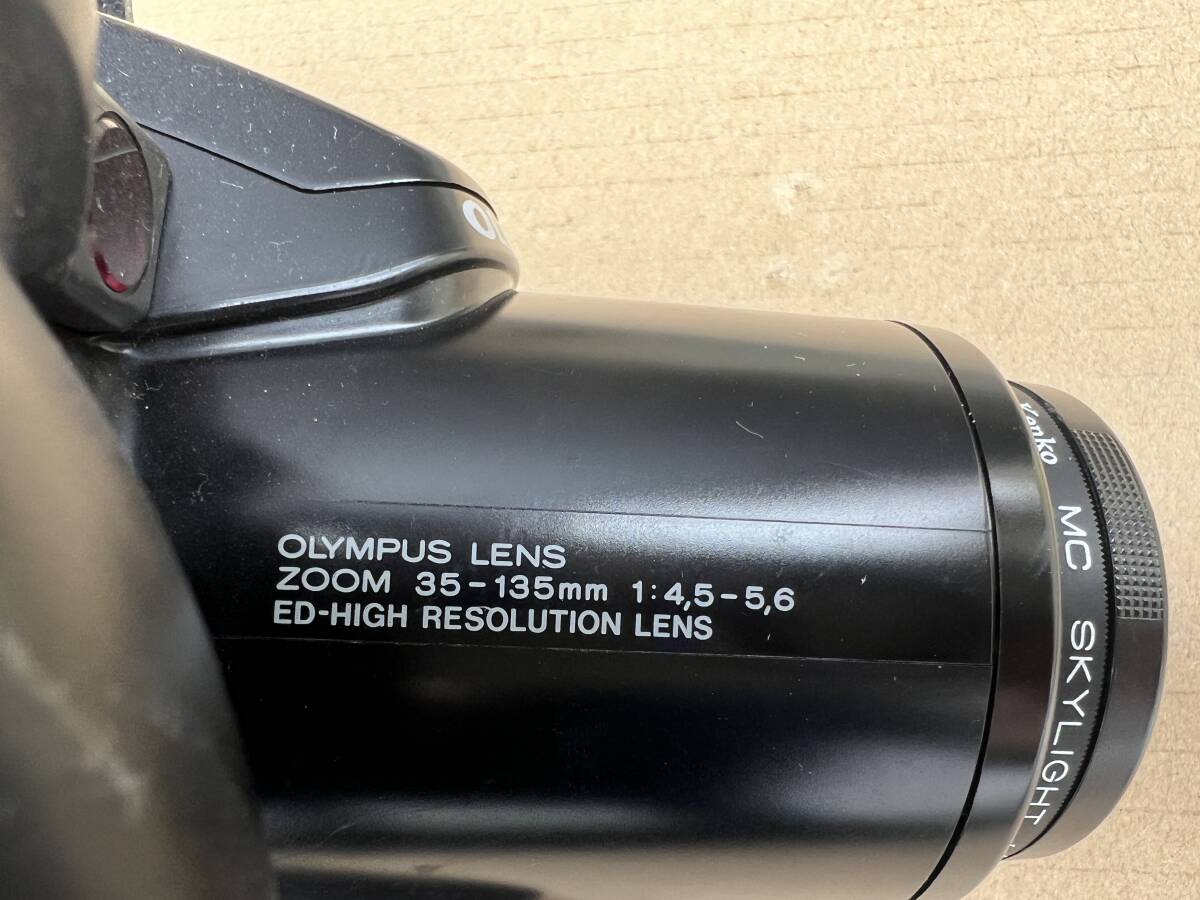 OLYMPUS LENS
ZOOM 35-135mm 1:4,5-5,6
ED-HIGH RESOLUTION LENS
Kenko MC SKYLIGHT